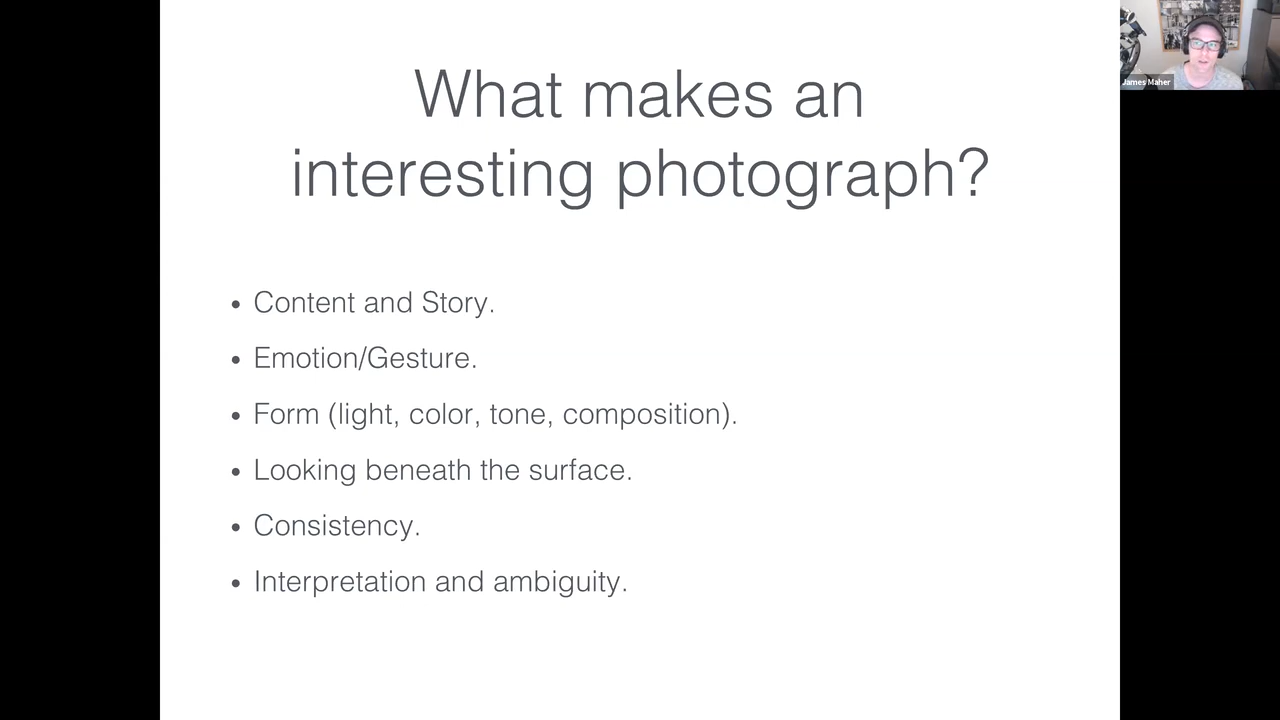 What makes an
interesting photograph?
• Content and Story.
• Emotion/Gesture.
• Form (light, color, tone, composition).
• Looking beneath the surface.
• Consistency.
• Interpretation and ambiguity.
James Maher